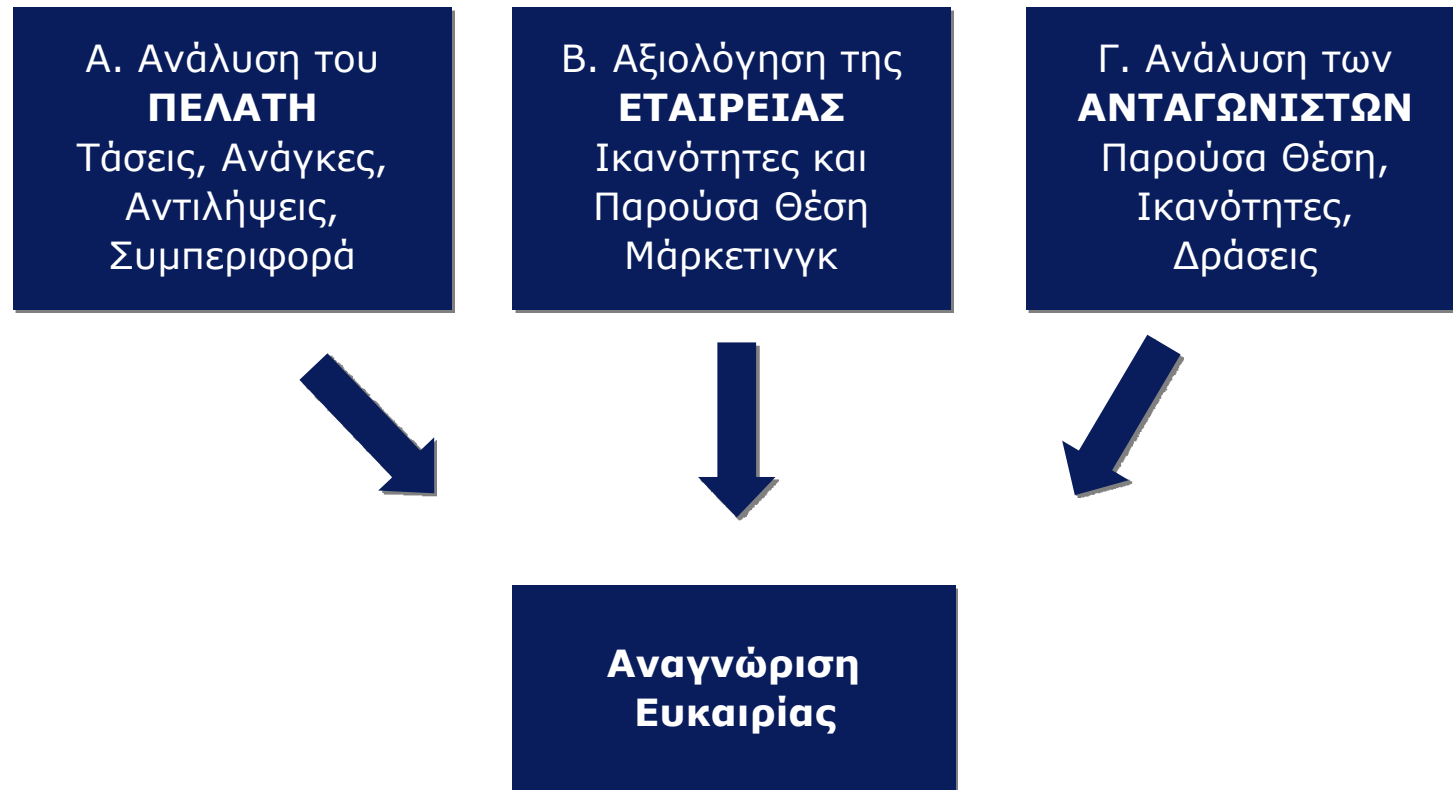 Α. Ανάλυση του
ΠΕΛΑΤΗ
Τάσεις, Ανάγκες,
Αντιλήψεις,
Συμπεριφορά
Β. Αξιολόγηση της
ΕΤΑΙΡΕΙΑΣ
Ικανότητες και
Παρούσα Θέση
Μάρκετινγκ
Γ. Ανάλυση των
ΑΝΤΑΓΩΝΙΣΤΩΝ
Παρούσα Θέση,
Ικανότητες,
Δράσεις
Αναγνώριση
Ευκαιρίας